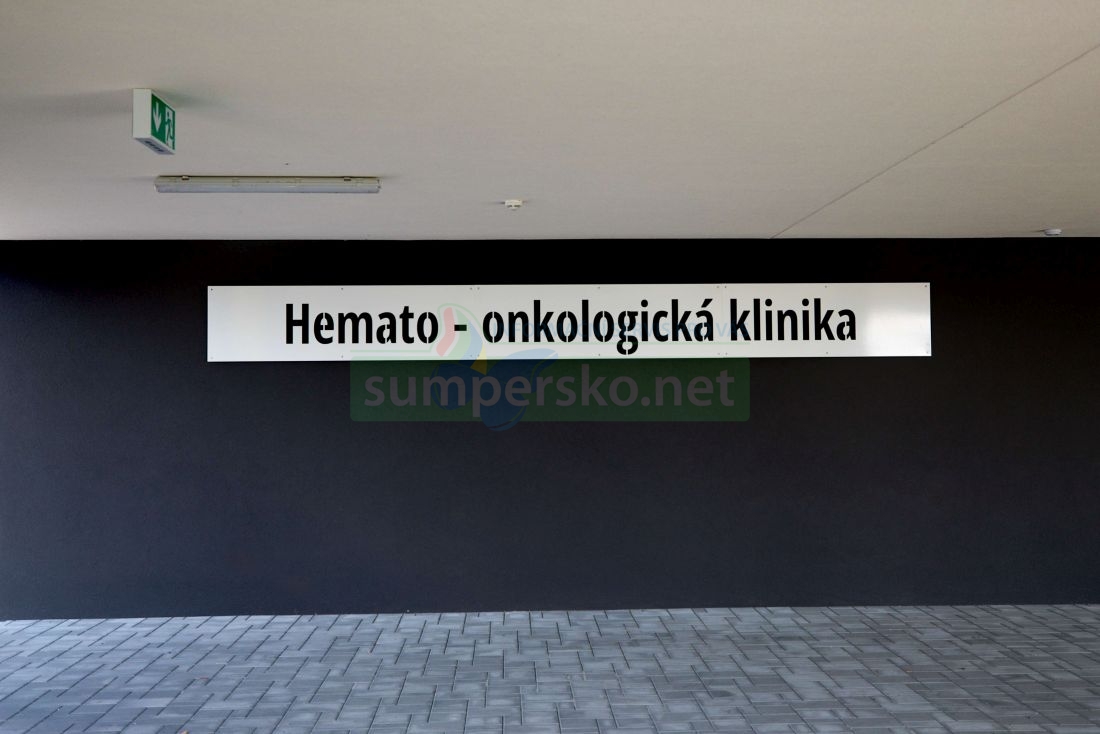 Hemato - onkologická klinika
sumpersko.net